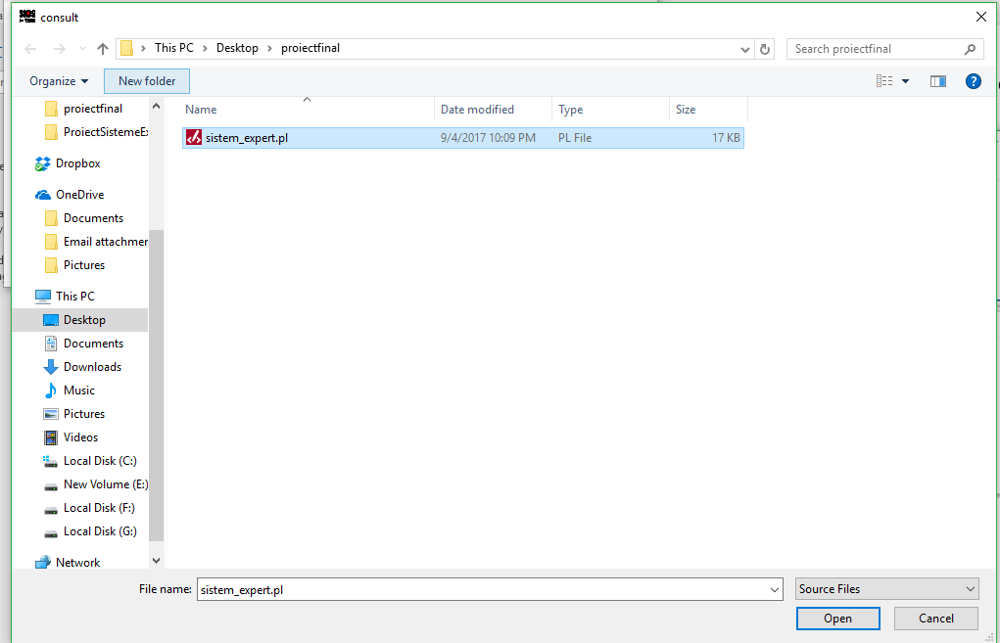 consult
This PC > Desktop > proiectfinal
Search proiectfinal
Organize
New folder
Name
Date modified
Type
Size
sistem_expert.pl
9/4/2017 10:09 PM
PL File
17 KB
proiectfinal
ProiectSistemeEx
Dropbox
OneDrive
Documents
Email attachmen
Pictures
This PC
Desktop
Documents
Downloads
Music
Pictures
Videos
Local Disk (C:)
New Volume (E:)
Local Disk (F:)
Local Disk (G:)
Network
File name:
sistem_expert.pl
Source Files
Open
Cancel